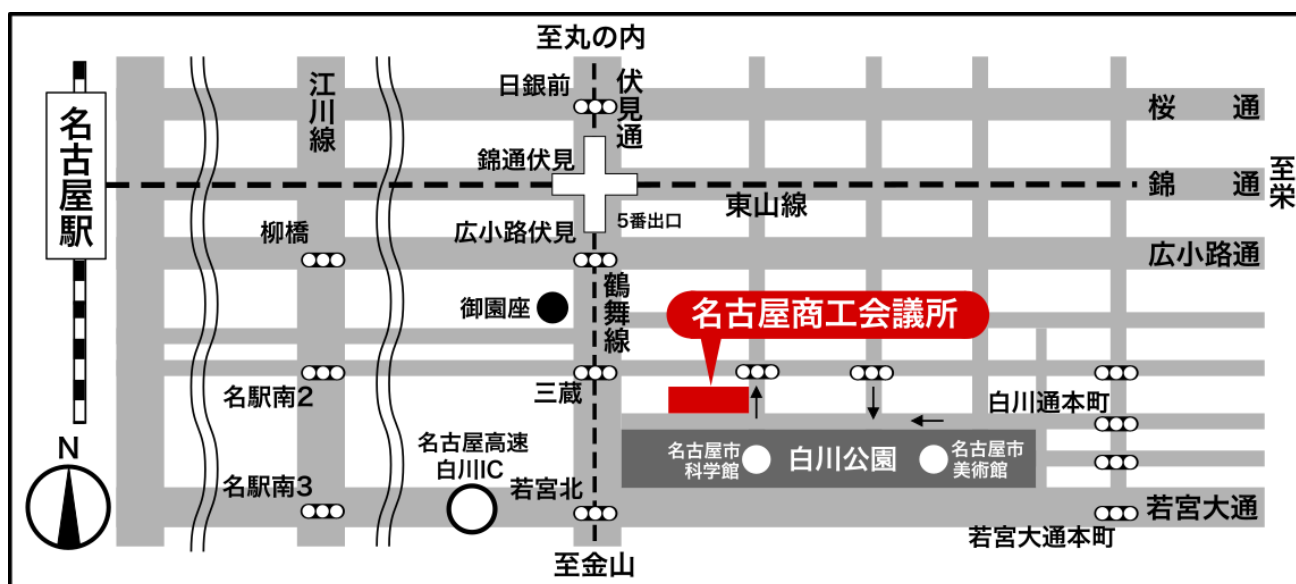 至丸の内
日銀前
伏見通
江川線
桜　通
名古屋駅
錦通伏見
錦　通
至栄
東山線
5番出口
柳橋
広小路伏見
広小路通
御園座
鶴舞線
名古屋商工会議所
名駅南2
三蔵
白川通本町
名古屋高速
白川IC
名古屋市
科学館
白川公園
名古屋市
美術館
N
名駅南3
若宮北
若宮大通
若宮大通本町
至金山